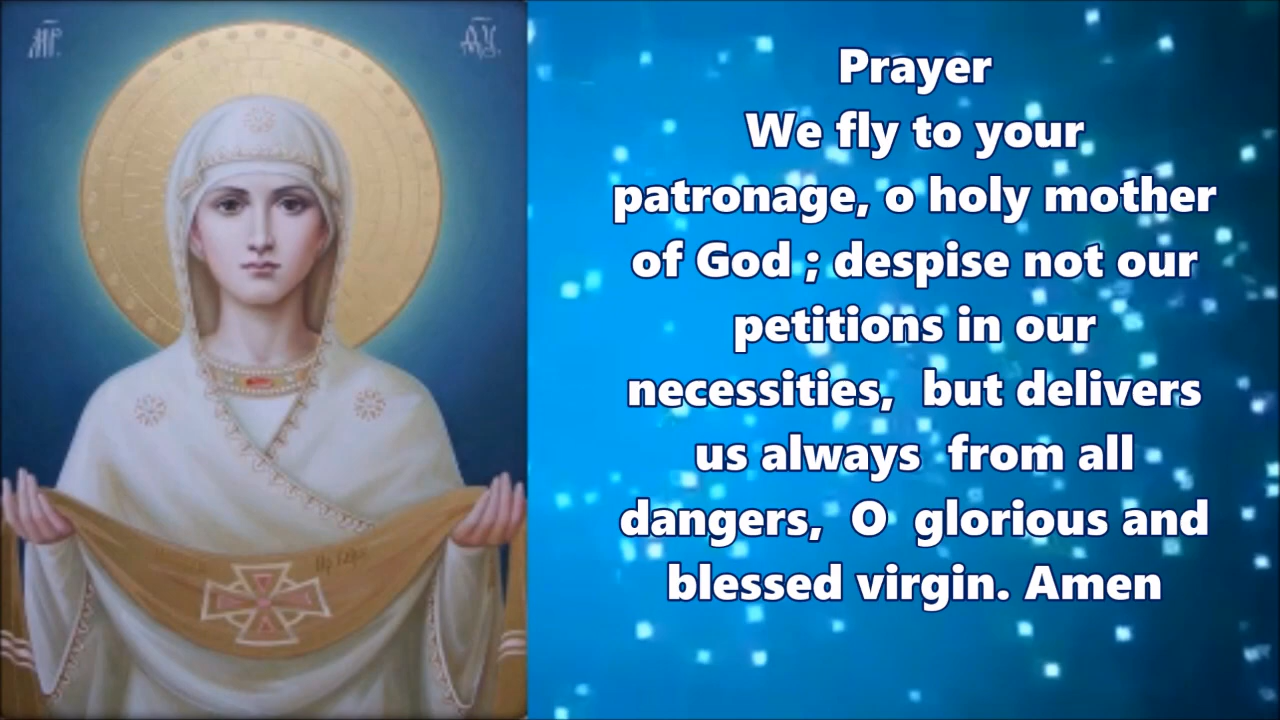 Prayer
We fly to your
patronage, o holy mother
of God ; despise not our
petitions in our
necessities,  but delivers
us always  from all
dangers,  O  glorious and
blessed virgin. Amen